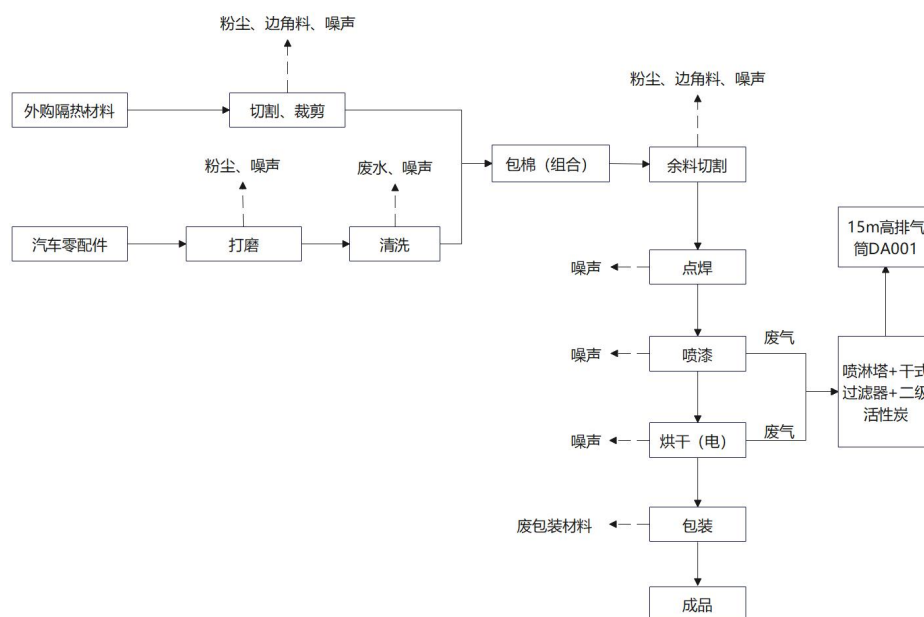 粉尘、边角料、噪声
外购隔热材料
切割、裁剪
粉尘、边角料、噪声
包棉（组合）
余料切割
粉尘、噪声
废水、噪声
汽车零配件
打磨
清洗
15m高排气
筒DA001
噪声
点焊
噪声
喷漆
废气
喷淋塔+干式
过滤器+二级
活性炭
噪声
烘干（电）
废气
废包装材料
包装
成品